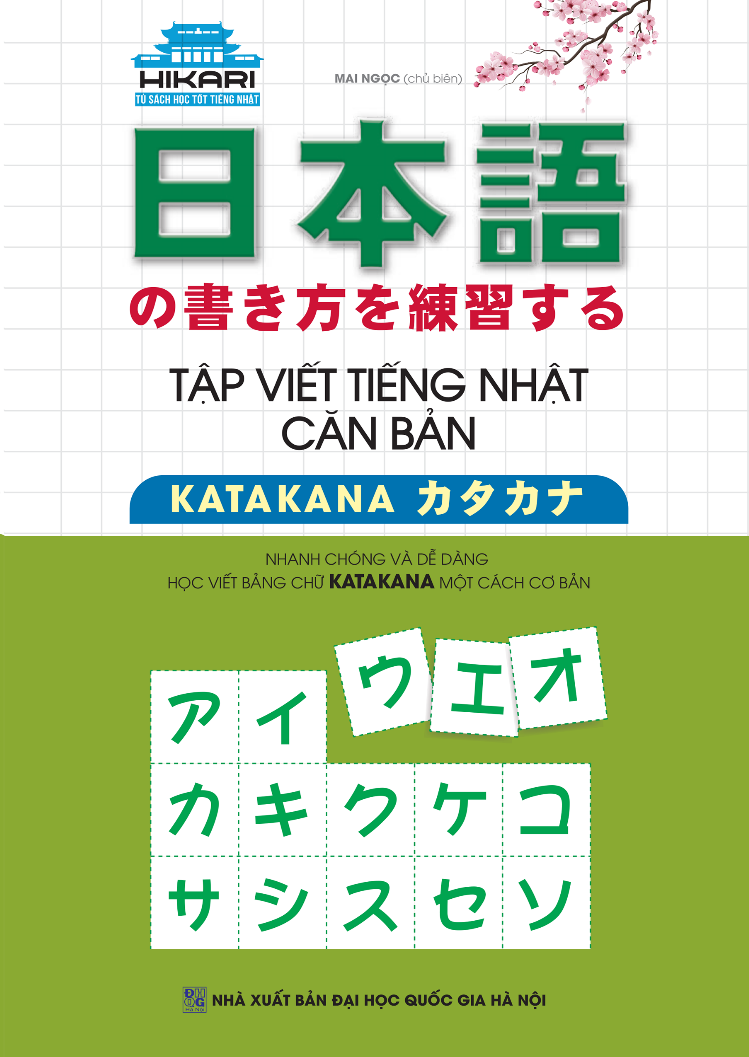 HIKARI
TỦ SÁCH HỌC TỐT TIẾNG NHẬT
MAI NGỌC (chủ biên)
日本語
の書き方を練習する
TẬP VIẾT TIẾNG NHẬT
CĂN BẢN
KATAKANA カタカナ
NHANH CHÓNG VÀ DỄ DÀNG
HỌC VIẾT BẢNG CHỮ KATAKANA MỘT CÁCH CƠ BẢN
アイウエオ
カキクケコ
サシスセソ
NHÀ XUẤT BẢN ĐẠI HỌC QUỐC GIA HÀ NỘI